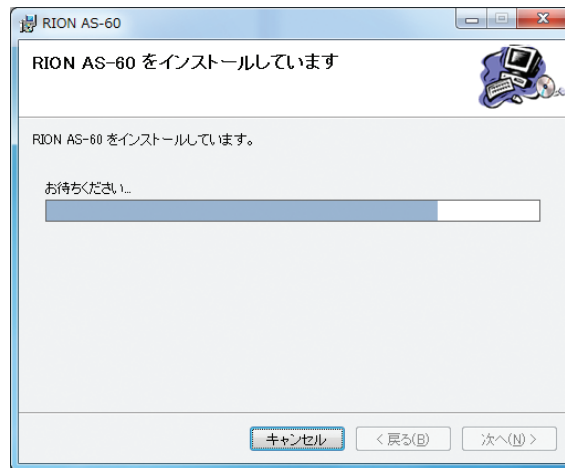 RION AS-60
RION AS-60 をインストールしています
RION AS-60 をインストールしています。
お待ちください...
キャンセル
< 戻る(B)
次へ(N) >